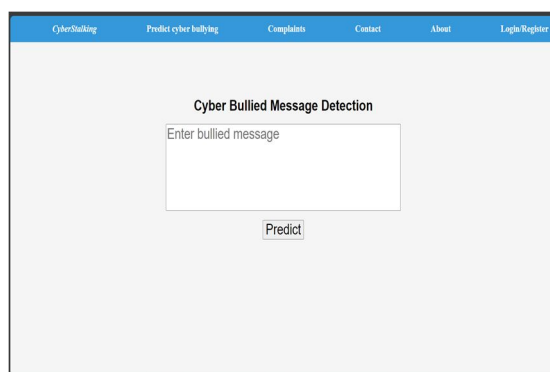 CyberStalking Predict cyber bullying Complaints Contact About Login/Register
Cyber Bullied Message Detection
Enter bullied message
Predict